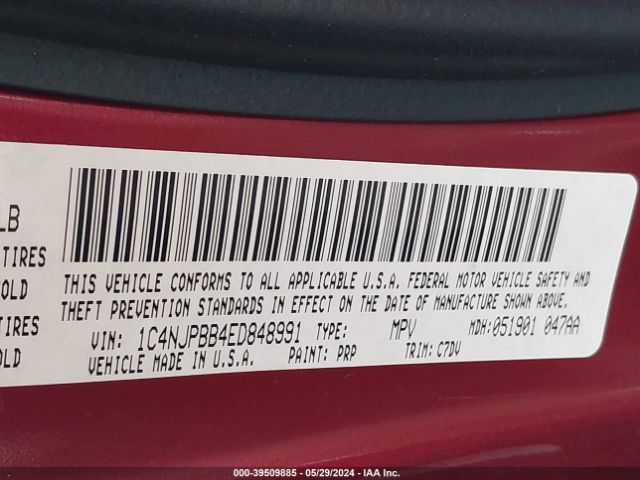 LB
TIRES
OLD
TIRES
OLD
THIS VEHICLE CONFORMS TO ALL APPLICABLE U.S.A. FEDERAL MOTOR VEHICLE SAFETY AND
THEFT PREVENTION STANDARDS IN EFFECT ON THE DATE OF MANUFACTURE SHOWN ABOVE.
VIN: 1C4NJPBB4ED848991 TYPE: MPV MDH:051901 047AA
VEHICLE MADE IN U.S.A. PAINT: PRP TRIM: C7DV
000-39509885 - 05/29/2024 - IAA Inc.